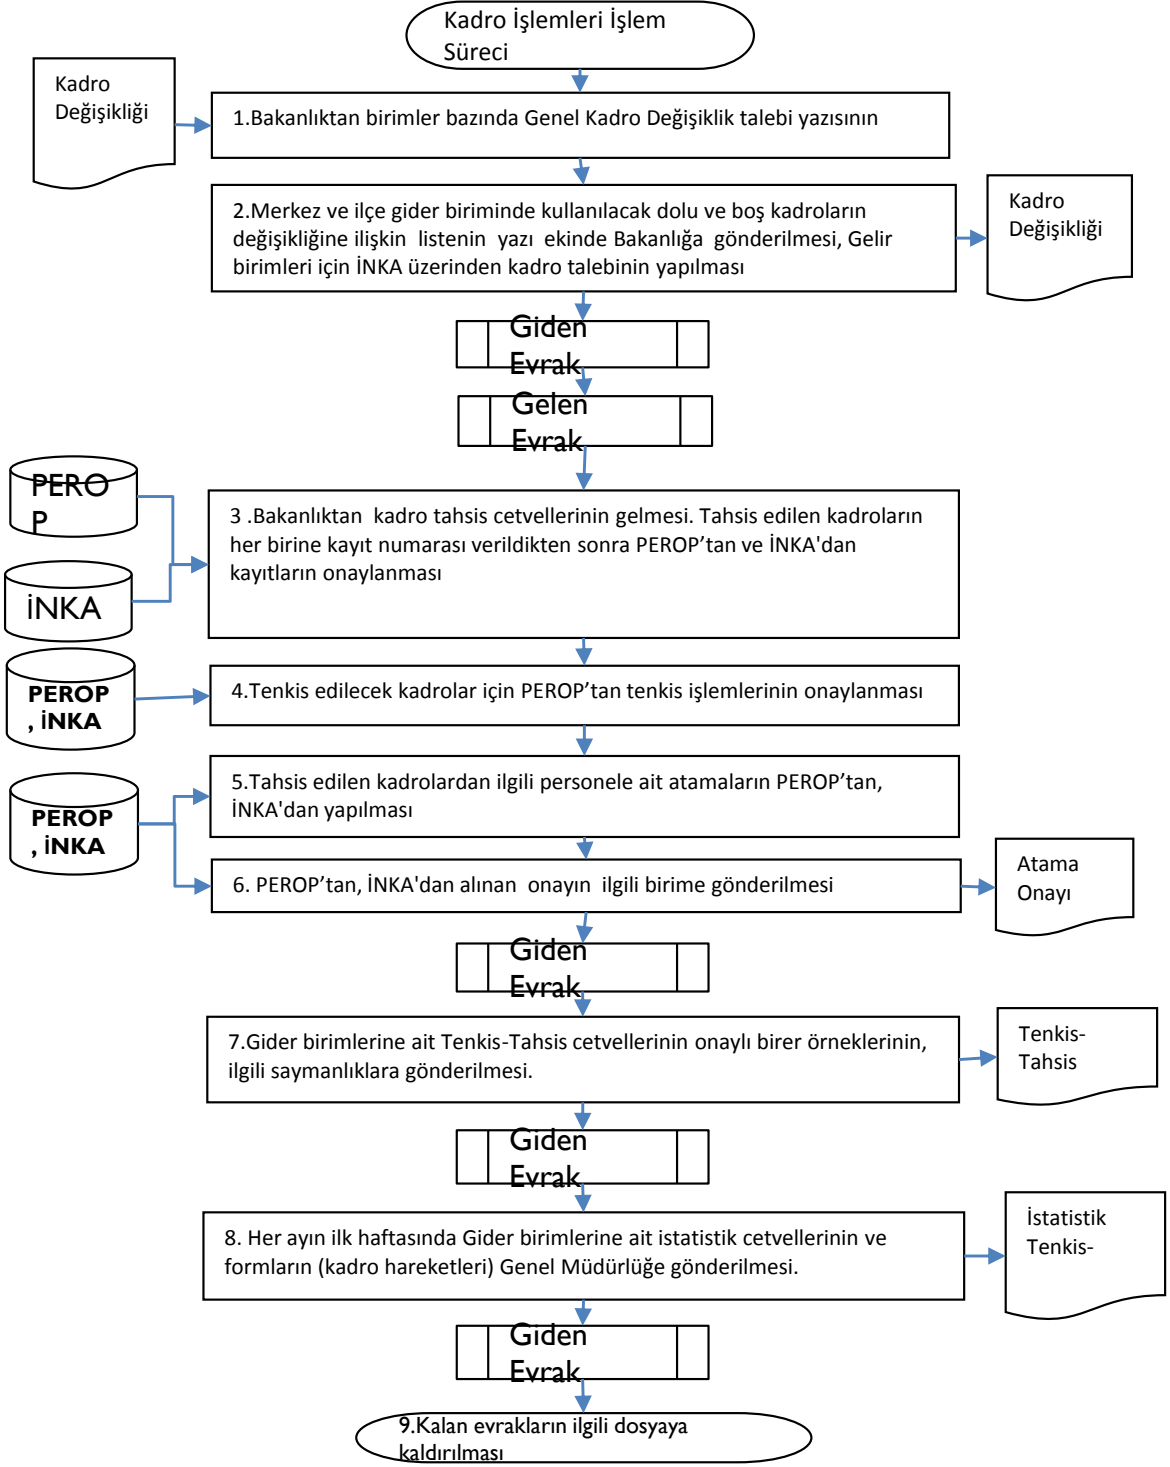 Kadro İşlemleri İşlem
Süreci
Kadro
Değişikliği
1.Bakanlıktan birimler bazında Genel Kadro Değişiklik talebi yazısının
2.Merkez ve ilçe gider biriminde kullanılacak dolu ve boş kadroların
değişikliğine ilişkin listenin yazı ekinde Bakanlığa gönderilmesi, Gelir
birimleri için İNKA üzerinden kadro talebinin yapılması
Kadro
Değişikliği
Giden
Evrak
Gelen
Evrak
PERO
P
İNKA
3 .Bakanlıktan kadro tahsis cetvellerinin gelmesi. Tahsis edilen kadroların
her birine kayıt numarası verildikten sonra PEROP’tan ve İNKA'dan
kayıtların onaylanması
PEROP
, İNKA
4.Tenkis edilecek kadrolar için PEROP’tan tenkis işlemlerinin onaylanması
PEROP
, İNKA
5.Tahsis edilen kadrolardan ilgili personele ait atamaların PEROP’tan,
İNKA'dan yapılması
6. PEROP’tan, İNKA'dan alınan onayın ilgili birime gönderilmesi
Atama
Onayı
Giden
Evrak
7.Gider birimlerine ait Tenkis-Tahsis cetvellerinin onaylı birer örneklerinin,
ilgili saymanlıklara gönderilmesi.
Tenkis-
Tahsis
Giden
Evrak
8. Her ayın ilk haftasında Gider birimlerine ait istatistik cetvellerinin ve
formların (kadro hareketleri) Genel Müdürlüğe gönderilmesi.
İstatistik
Tenkis-
Giden
Evrak
9.Kalan evrakların ilgili dosyaya
kaldırılması